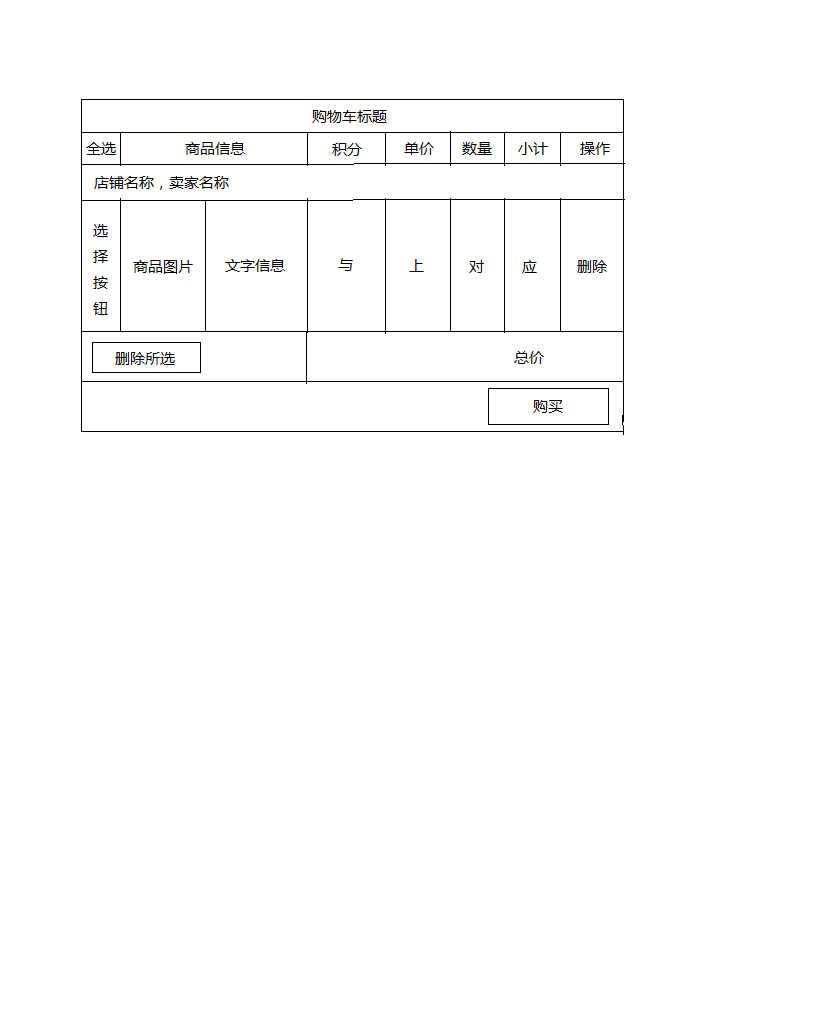 购物车标题
全选 商品信息 积分 单价 数量 小计 操作
店铺名称，卖家名称
选择按钮 商品图片 文字信息 与 上 对 应 删除
删除所选 总价
购买